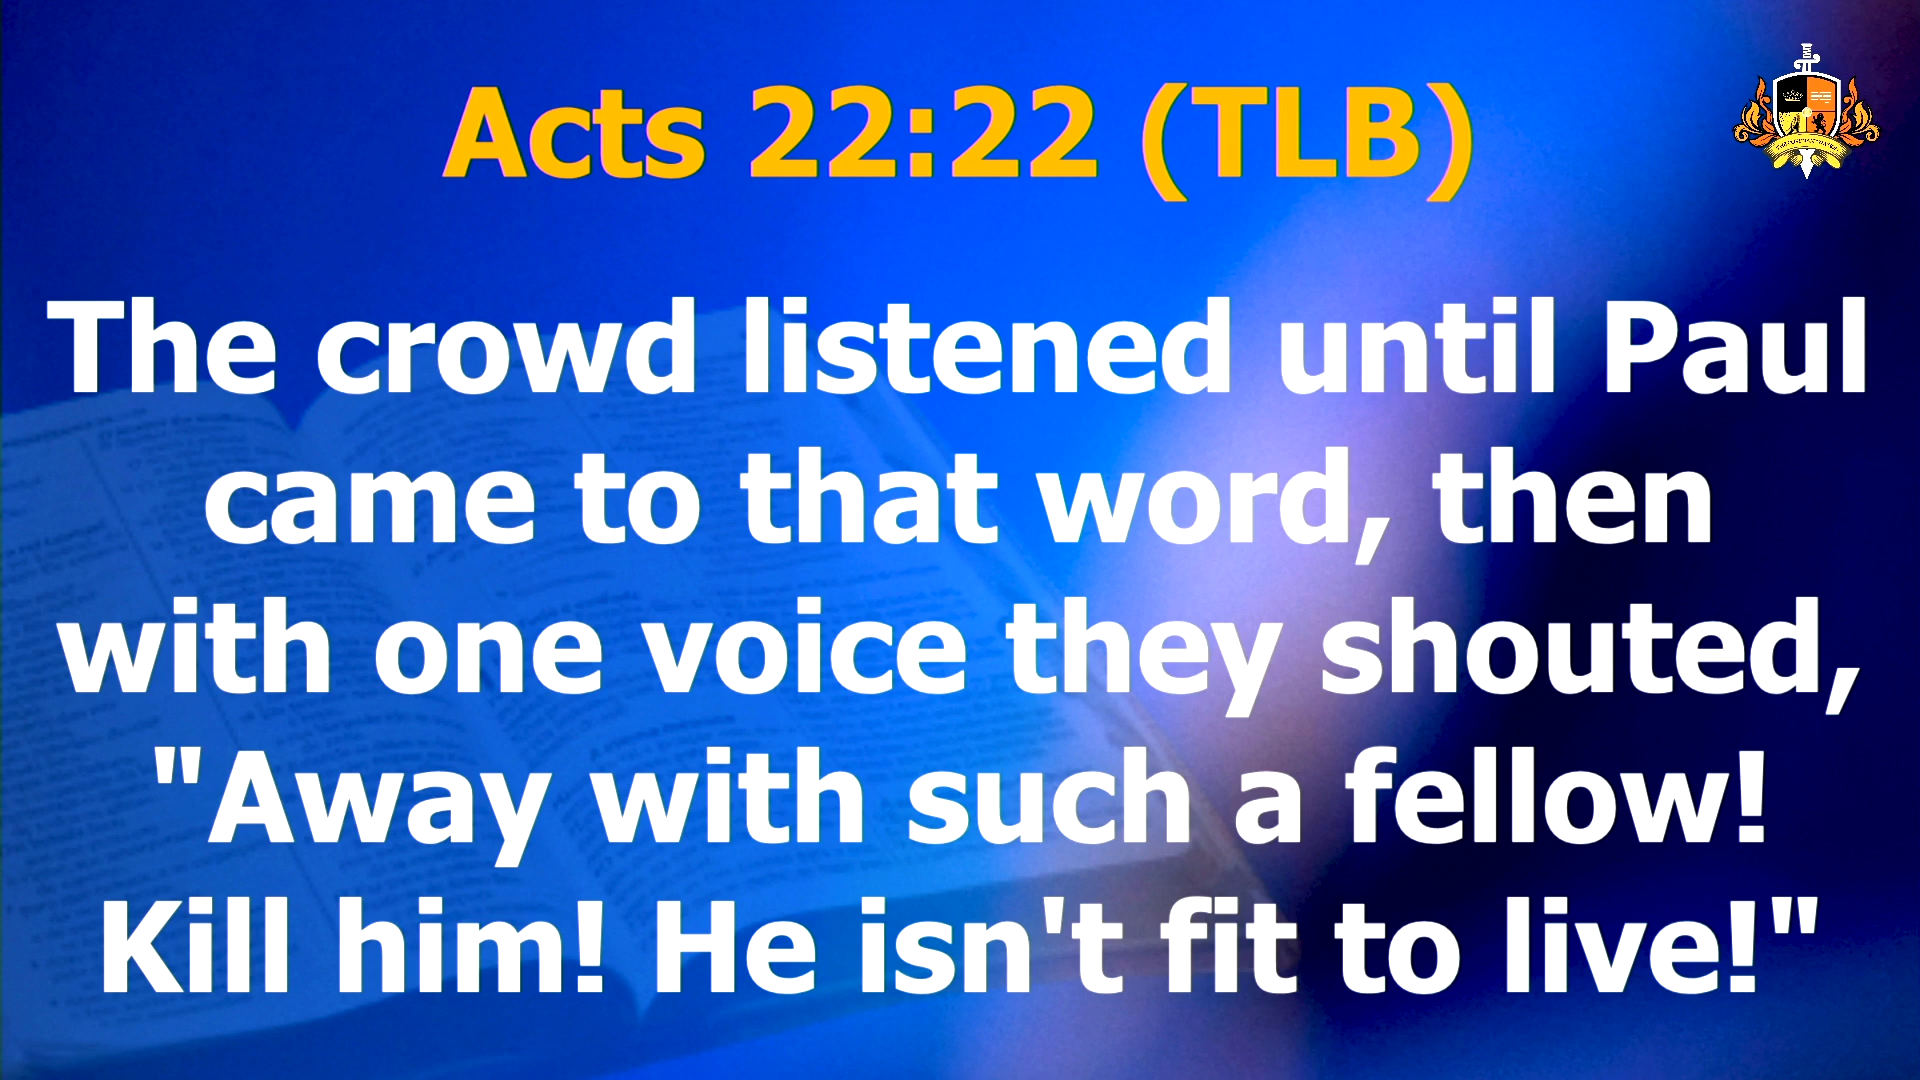 Acts 22:22 (TLB)
The crowd listened until Paul
came to that word, then
with one voice they shouted,
"Away with such a fellow!
Kill him! He isn't fit to live!"